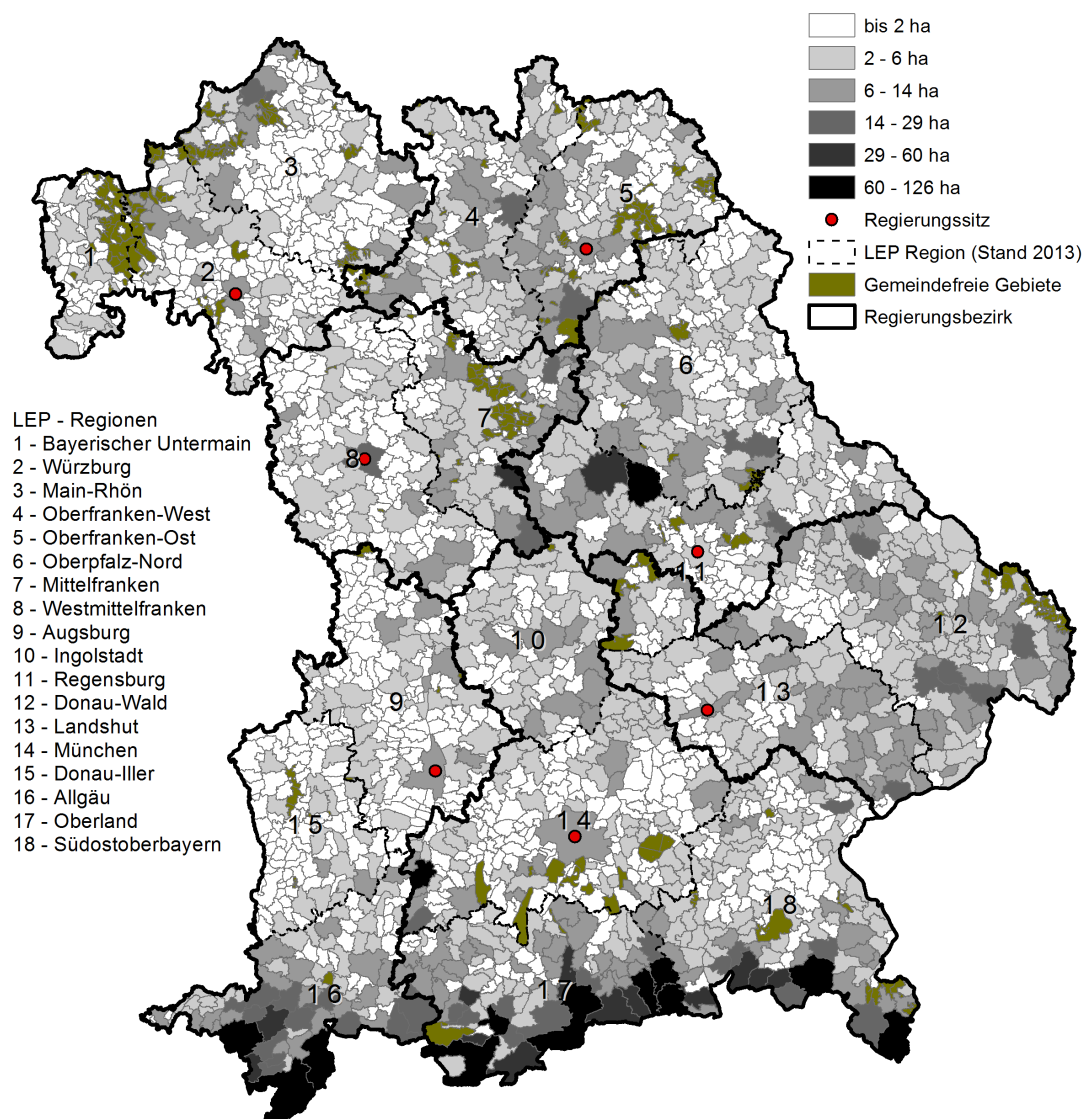 bis 2 ha
2 - 6 ha
6 - 14 ha
14 - 29 ha
29 - 60 ha
60 - 126 ha
Regierungssitz
LEP Region (Stand 2013)
Gemeindefreie Gebiete
Regierungsbezirk
3
5
4
1
2
6
7
8
LEP - Regionen
1 - Bayerischer Untermain
2 - Würzburg
3 - Main-Rhön
4 - Oberfranken-West
5 - Oberfranken-Ost
6 - Oberpfalz-Nord
7 - Mittelfranken
8 - Westmittelfranken
9 - Augsburg
10 - Ingolstadt
11 - Regensburg
12 - Donau-Wald
13 - Landshut
14 - München
15 - Donau-Iller
16 - Allgäu
17 - Oberland
18 - Südostoberbayern
11
12
10
13
9
14
15
18
16
17